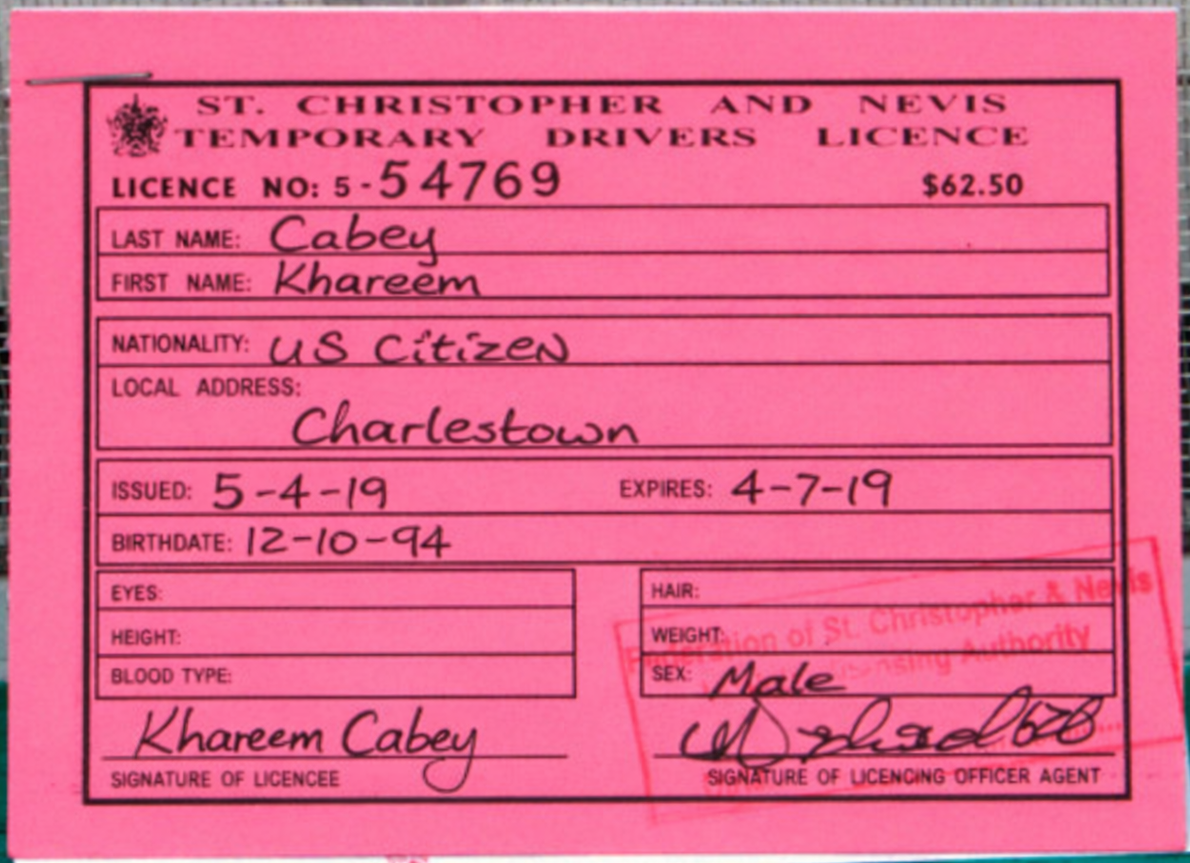 ST. CHRISTOPHER AND NEVIS
TEMPORARY DRIVERS LICENCE
LICENCE NO: 5-54769 $62.50
LAST NAME: Cabey
FIRST NAME: Khareem
NATIONALITY: US Citizen
LOCAL ADDRESS:
Charlestown
ISSUED: 5-4-19 EXPIRES: 4-7-19
BIRTHDATE: 12-10-94
EYES: HAIR:
HEIGHT: WEIGHT:
BLOOD TYPE: SEX: Male
Federation of St. Christopher & Nevis
Authority
Khareem Cabey
SIGNATURE OF LICENCEE SIGNATURE OF LICENCING OFFICER AGENT